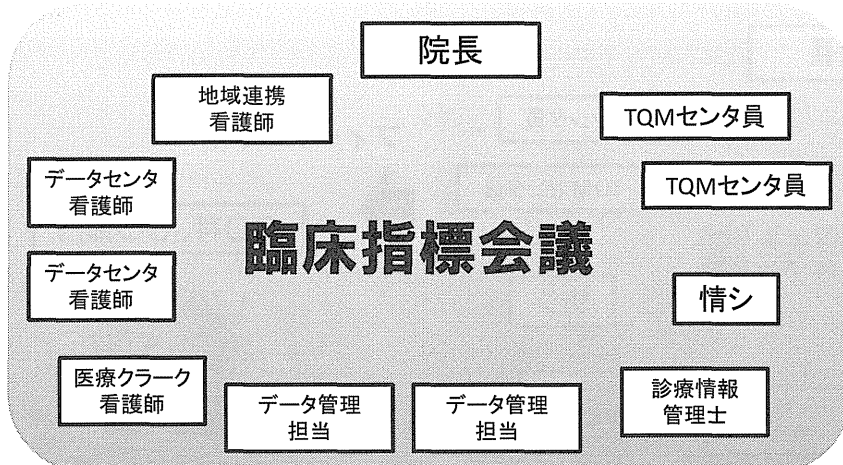 院長
地域連携
看護師
TQMセンタ員
データセンタ
看護師
TQMセンタ員
臨床指標会議
データセンタ
看護師
情シ
医療クラーク
看護師
データ管理
担当
データ管理
担当
診療情報
管理士